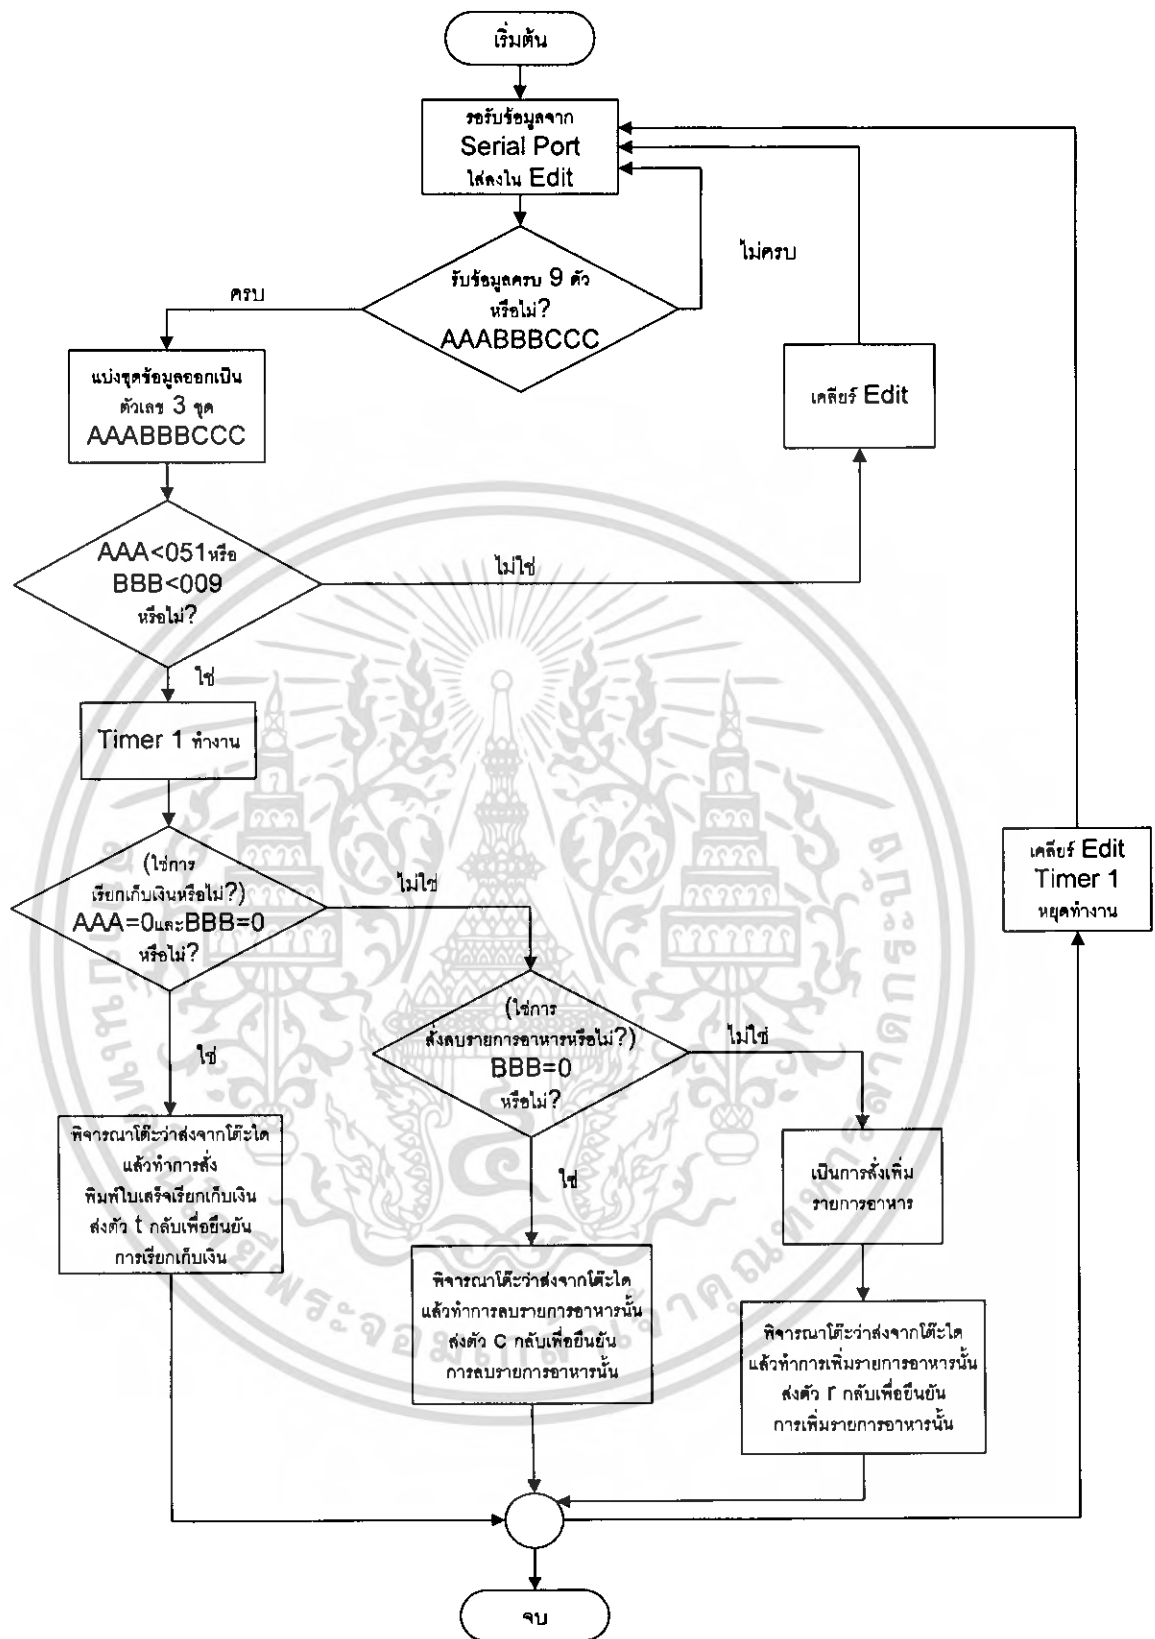 เริ่มต้น
รอรับข้อมูลจาก
Serial Port
ใส่ลงใน Edit
ไม่ครบ
รับข้อมูลครบ 9 ตัว
หรือไม่?
AAABBBCCC
ครบ
แบ่งชุดข้อมูลออกเป็น
ตัวเลข 3 ชุด
AAABBBCCC
เคลียร์ Edit
AAA<051หรือ
BBB<009
หรือไม่?
ไม่ใช่
ใช่
Timer 1 ทำงาน
(ใช่การ
เรียกเก็บเงินหรือไม่?)
AAA=0และBBB=0
หรือไม่?
ไม่ใช่
เคลียร์ Edit
Timer 1
หยุดทำงาน
(ใช่การ
สั่งลบรายการอาหารหรือไม่?)
BBB=0
หรือไม่?
ไม่ใช่
ใช่
พิจารณาโต๊ะว่าส่งจากโต๊ะใด
แล้วทำการสั่ง
พิมพ์ใบเสร็จเรียกเก็บเงิน
ส่งตัว t กลับเพื่อยืนยัน
การเรียกเก็บเงิน
ใช่
เป็นการสั่งเพิ่ม
รายการอาหาร
พิจารณาโต๊ะว่าส่งจากโต๊ะใด
แล้วทำการลบรายการอาหารนั้น
ส่งตัว c กลับเพื่อยืนยัน
การลบรายการอาหารนั้น
พิจารณาโต๊ะว่าส่งจากโต๊ะใด
แล้วทำการเพิ่มรายการอาหารนั้น
ส่งตัว r กลับเพื่อยืนยัน
การเพิ่มรายการอาหารนั้น
จบ